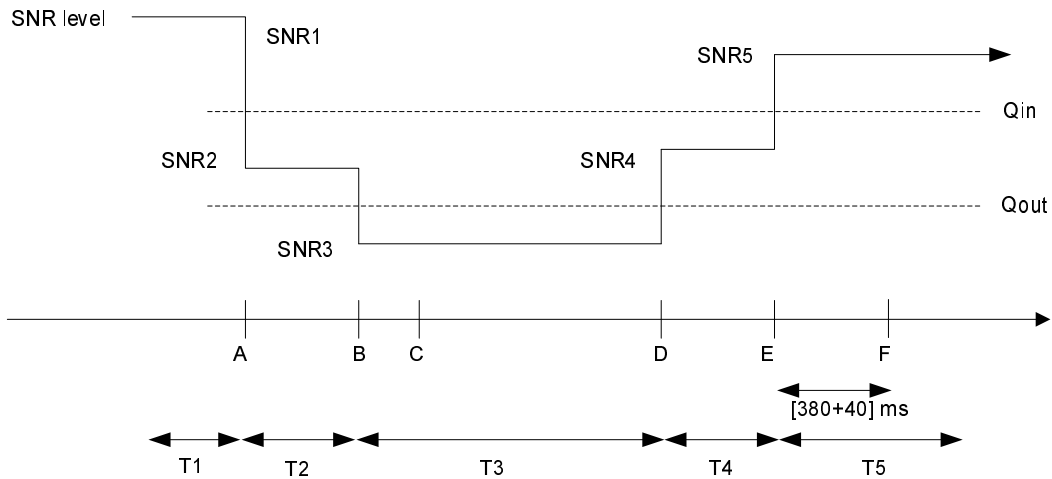 SNR level
SNR1
SNR5
Qin
SNR2
SNR4
Qout
SNR3
A
B
C
D
E
F
[380+40] ms
T1
T2
T3
T4
T5